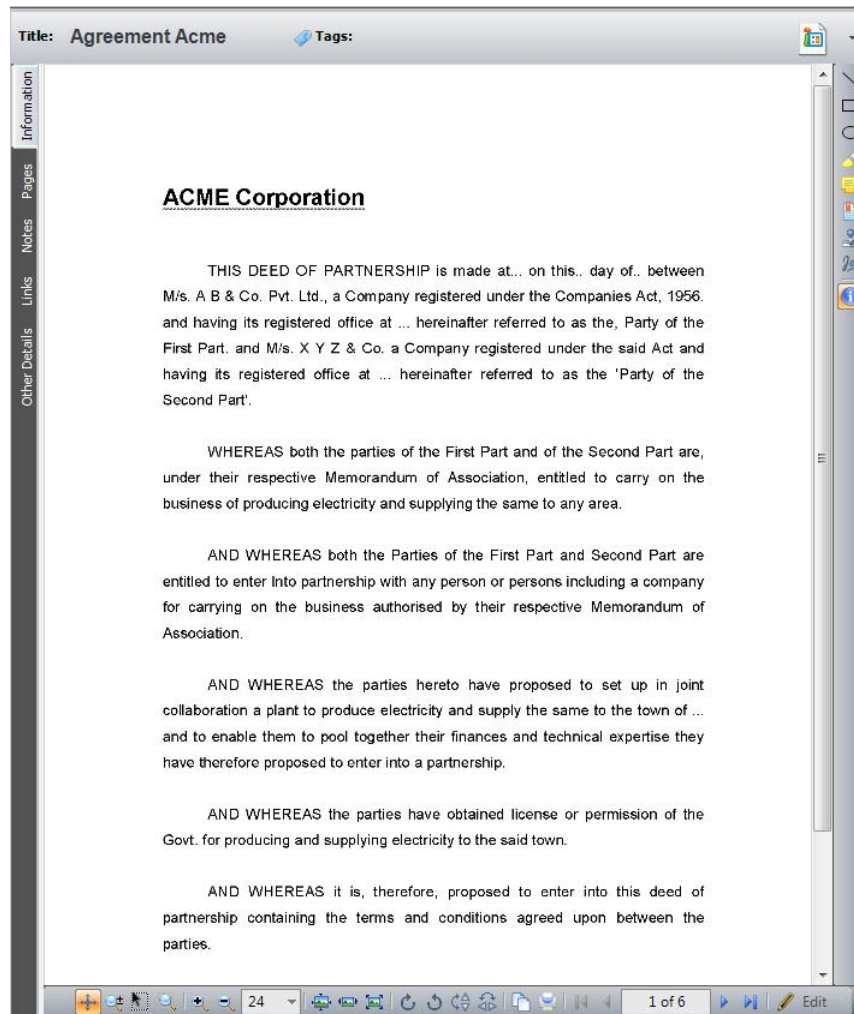 Title: Agreement Acme Tags:
Information
Pages
Notes
Links
Other Details
ACME Corporation
THIS DEED OF PARTNERSHIP is made at... on this.. day of.. between
M/s. A B & Co. Pvt. Ltd., a Company registered under the Companies Act, 1956.
and having its registered office at ... hereinafter referred to as the, Party of the
First Part. and M/s. X Y Z & Co. a Company registered under the said Act and
having its registered office at ... hereinafter referred to as the 'Party of the
Second Part'.
WHEREAS both the parties of the First Part and of the Second Part are,
under their respective Memorandum of Association, entitled to carry on the
business of producing electricity and supplying the same to any area.
AND WHEREAS both the Parties of the First Part and Second Part are
entitled to enter Into partnership with any person or persons including a company
for carrying on the business authorised by their respective Memorandum of
Association.
AND WHEREAS the parties hereto have proposed to set up in joint
collaboration a plant to produce electricity and supply the same to the town of ...
and to enable them to pool together their finances and technical expertise they
have therefore proposed to enter into a partnership.
AND WHEREAS the parties have obtained license or permission of the
Govt. for producing and supplying electricity to the said town.
AND WHEREAS it is, therefore, proposed to enter into this deed of
partnership containing the terms and conditions agreed upon between the
parties.
24 1 of 6 Edit